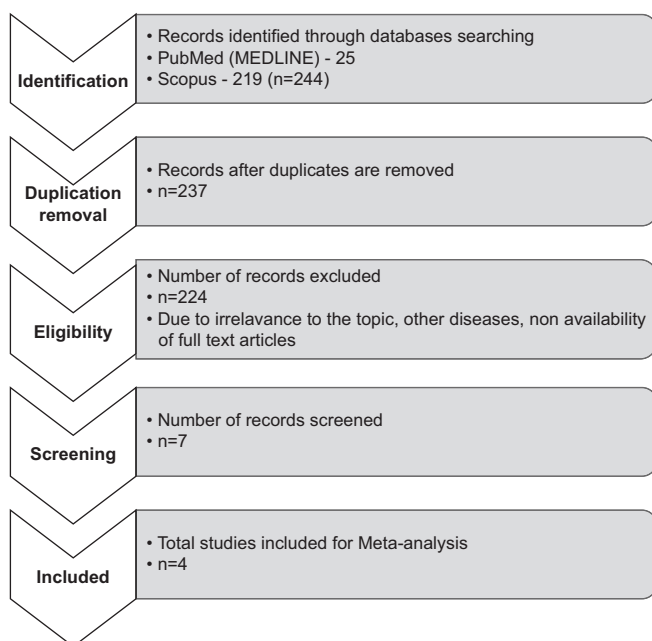 Identification
• Records identified through databases searching
• PubMed (MEDLINE) - 25
• Scopus - 219 (n=244)
Duplication
removal
• Records after duplicates are removed
• n=237
Eligibility
• Number of records excluded
• n=224
• Due to irrelavance to the topic, other diseases, non availability
of full text articles
Screening
• Number of records screened
• n=7
Included
• Total studies included for Meta-analysis
• n=4